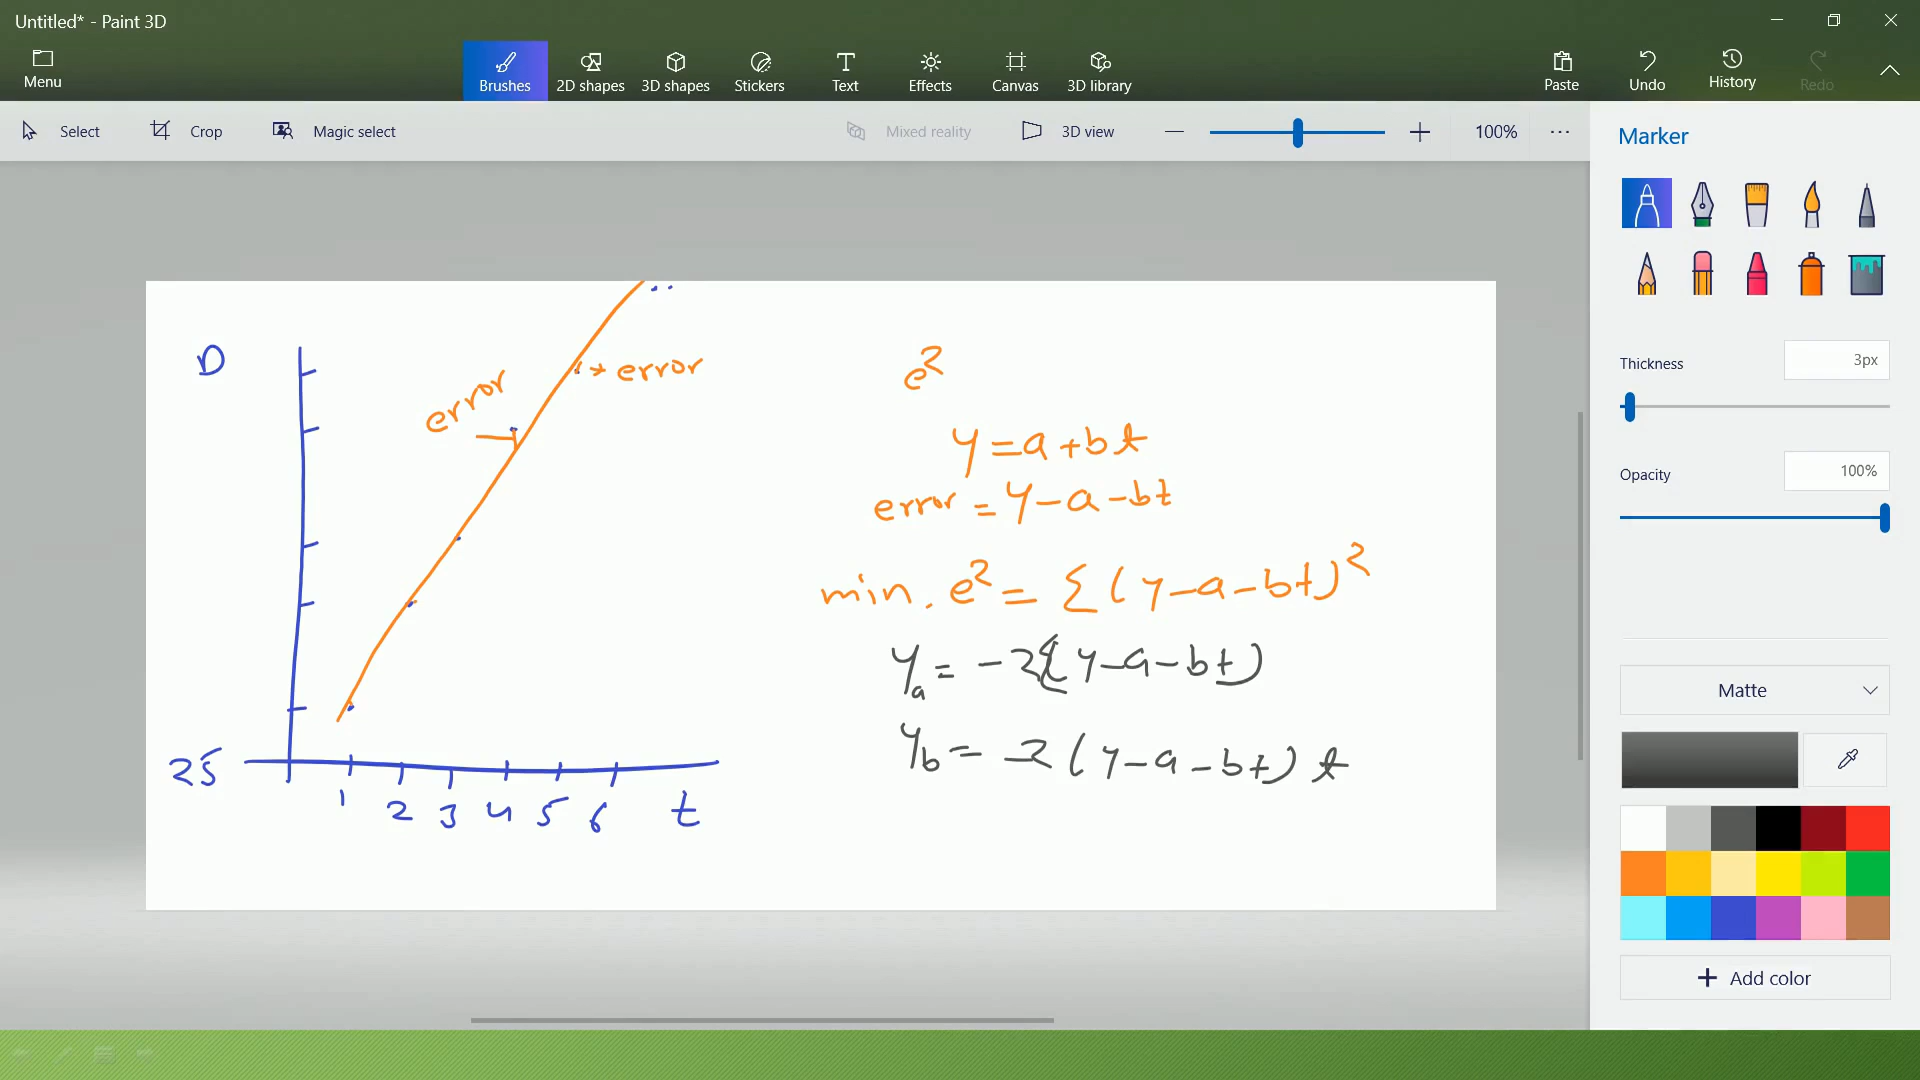 Untitled* - Paint 3D
Menu
Brushes 2D shapes 3D shapes Stickers Text Effects Canvas 3D library
Paste Undo History Redo
Select Crop Magic select
Mixed reality 3D view 100% ...
Marker
Thickness 3px
Opacity 100%
Matte
+ Add color
D
error
→ error
25
1 2 3 4 5 6 t
e²
y = a + bt
error = y - a - bt
min. e² = Σ (y - a - bt)²
yₐ = -2Σ(y - a - bt)
y_b = -2 (y - a - bt) t